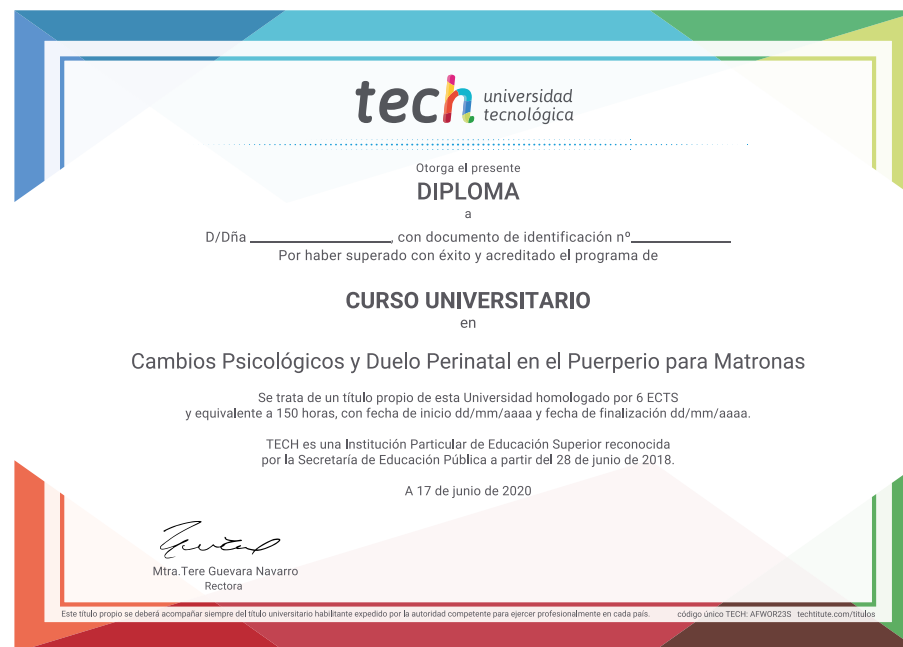 tech universidad
tecnológica
Otorga el presente
DIPLOMA
a
D/Dña ________________, con documento de identificación nº____________
Por haber superado con éxito y acreditado el programa de
CURSO UNIVERSITARIO
en
Cambios Psicológicos y Duelo Perinatal en el Puerperio para Matronas
Se trata de un título propio de esta Universidad homologado por 6 ECTS
y equivalente a 150 horas, con fecha de inicio dd/mm/aaaa y fecha de finalización dd/mm/aaaa.
TECH es una Institución Particular de Educación Superior reconocida
por la Secretaría de Educación Pública a partir del 28 de junio de 2018.
A 17 de junio de 2020
Mtra.Tere Guevara Navarro
Rectora
Este título propio se deberá acompañar siempre del título universitario habilitante expedido por la autoridad competente para ejercer profesionalmente en cada país. código único TECH: AFWOR23S techtitute.com/titulos